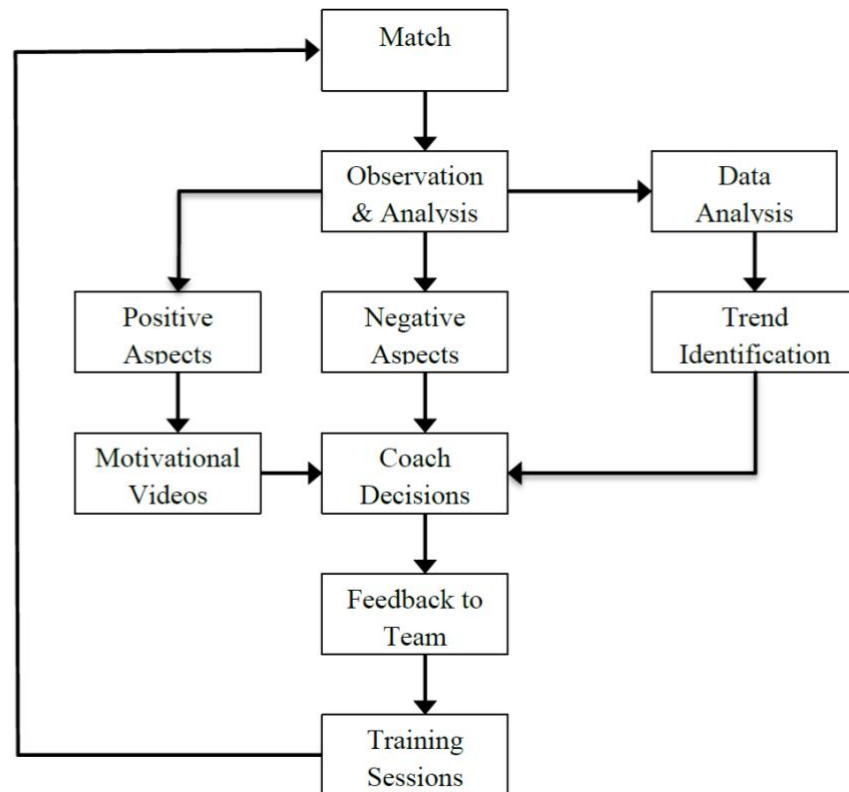 Match
Observation
& Analysis
Data
Analysis
Positive
Aspects
Negative
Aspects
Trend
Identification
Motivational
Videos
Coach
Decisions
Feedback to
Team
Training
Sessions